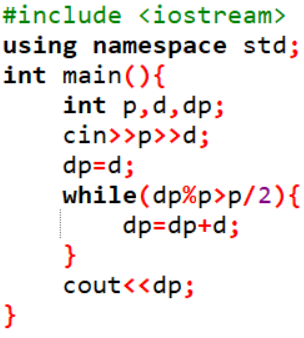 #include <iostream>
using namespace std;
int main(){
    int p,d,dp;
    cin>>p>>d;
    dp=d;
    while(dp%p>p/2){
        dp=dp+d;
    }
    cout<<dp;
}